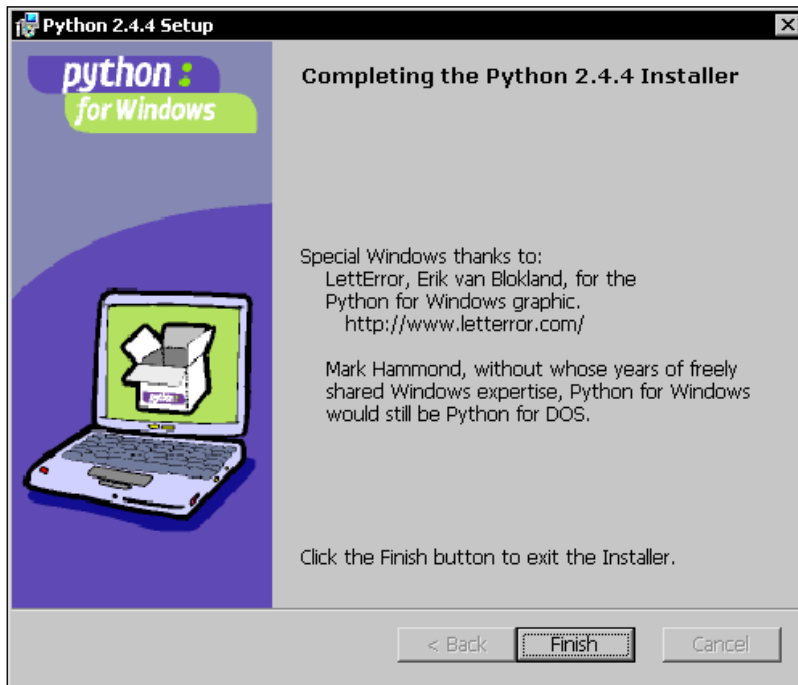 Python 2.4.4 Setup
python :
for Windows
Completing the Python 2.4.4 Installer
Special Windows thanks to:
LettError, Erik van Blokland, for the
Python for Windows graphic.
http://www.letterror.com/
Mark Hammond, without whose years of freely
shared Windows expertise, Python for Windows
would still be Python for DOS.
python:
Click the Finish button to exit the Installer.
< Back
Finish
Cancel